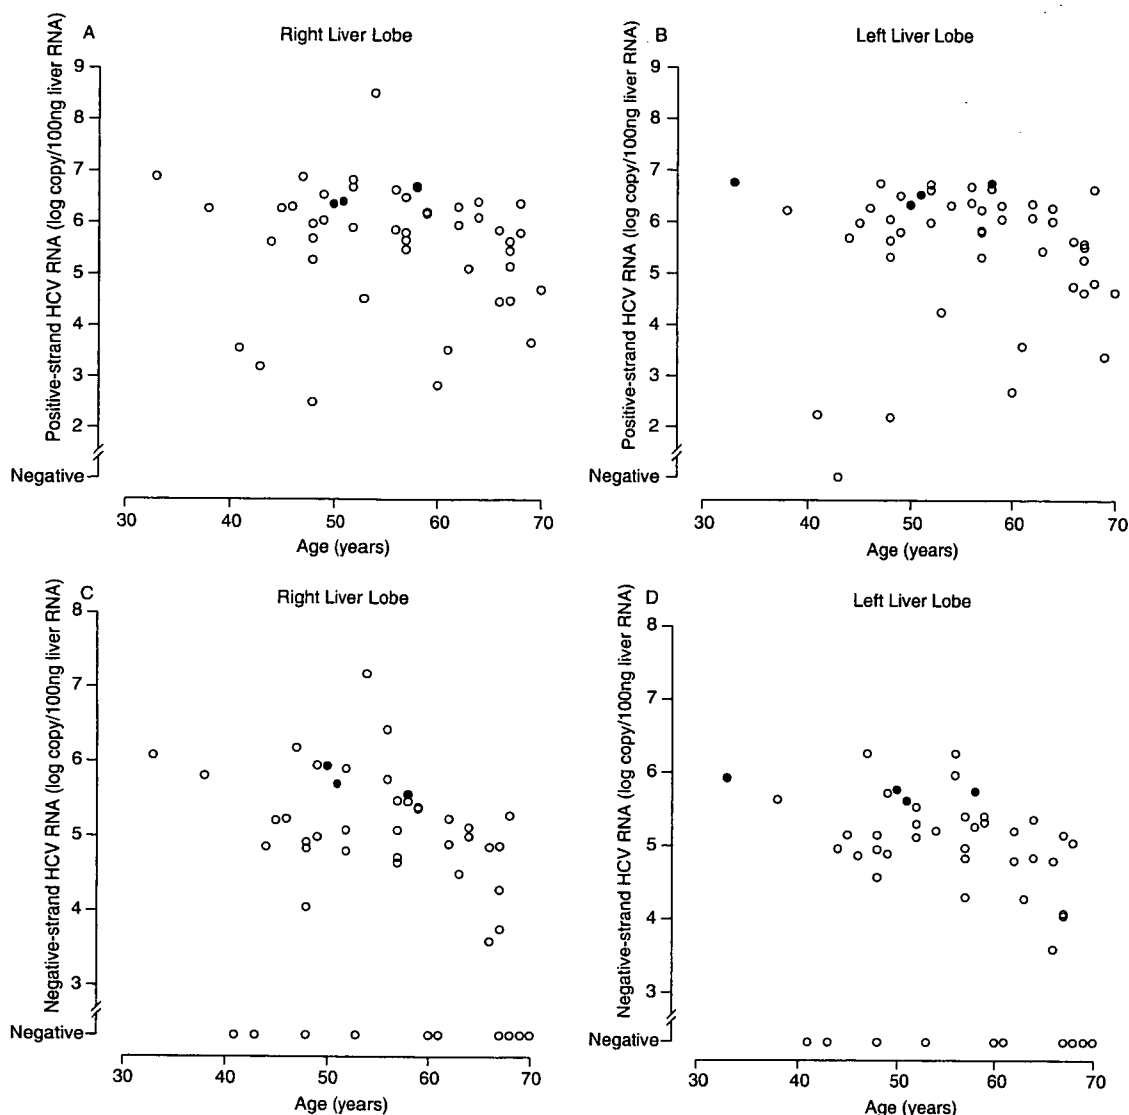 A
Right Liver Lobe
Positive-strand HCV RNA (log copy/100ng liver RNA)
9
8
7
6
5
4
3
2
Negative
30
40
50
60
70
Age (years)
B
Left Liver Lobe
Positive-strand HCV RNA (log copy/100ng liver RNA)
9
8
7
6
5
4
3
2
Negative
30
40
50
60
70
Age (years)
C
Right Liver Lobe
Negative-strand HCV RNA (log copy/100ng liver RNA)
8
7
6
5
4
3
Negative
30
40
50
60
70
Age (years)
D
Left Liver Lobe
Negative-strand HCV RNA (log copy/100ng liver RNA)
8
7
6
5
4
3
Negative
30
40
50
60
70
Age (years)